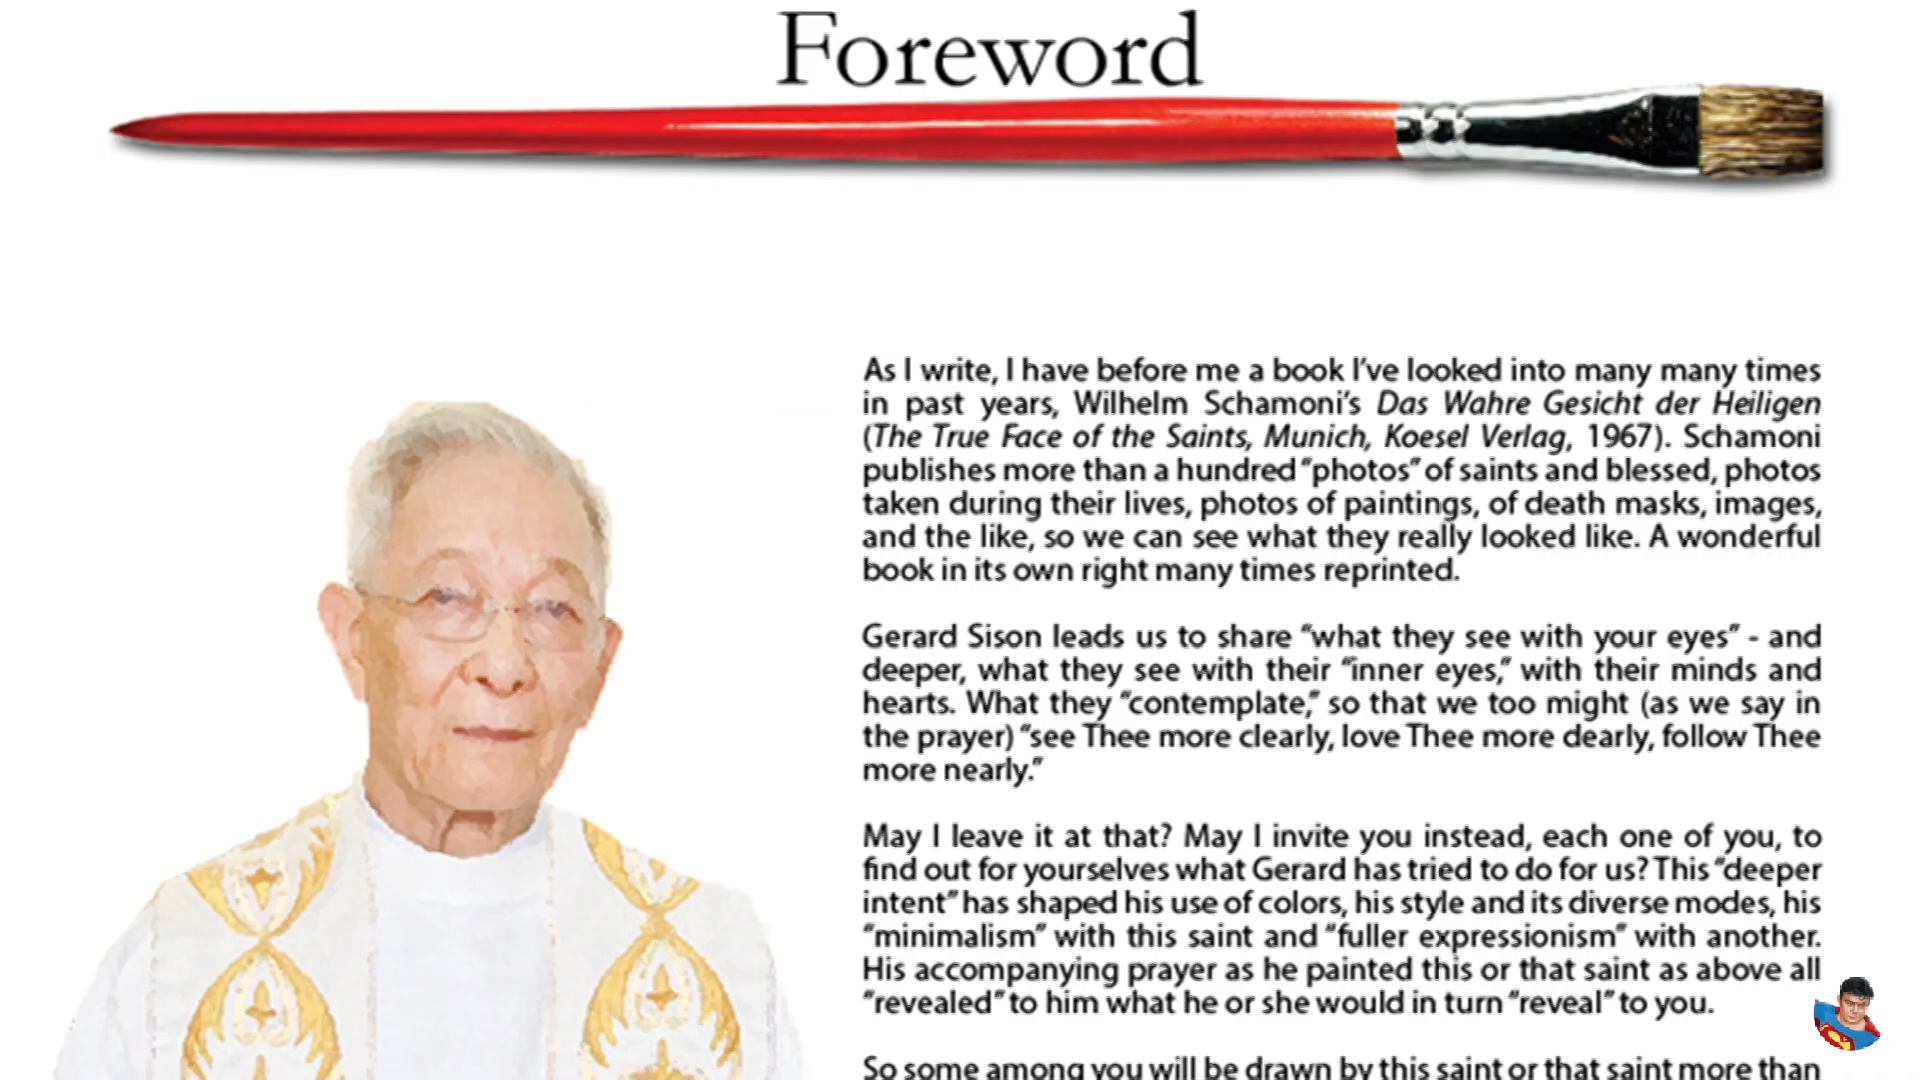 Foreword
As I write, I have before me a book I've looked into many many times
in past years, Wilhelm Schamoni's Das Wahre Gesicht der Heiligen
(The True Face of the Saints, Munich, Koesel Verlag, 1967). Schamoni
publishes more than a hundred "photos" of saints and blessed, photos
taken during their lives, photos of paintings, of death masks, images,
and the like, so we can see what they really looked like. A wonderful
book in its own right many times reprinted.
Gerard Sison leads us to share "what they see with your eyes" - and
deeper, what they see with their "inner eyes," with their minds and
hearts. What they "contemplate," so that we too might (as we say in
the prayer) "see Thee more clearly, love Thee more dearly, follow Thee
more nearly."
May I leave it at that? May I invite you instead, each one of you, to
find out for yourselves what Gerard has tried to do for us? This "deeper
intent" has shaped his use of colors, his style and its diverse modes, his
"minimalism" with this saint and "fuller expressionism" with another.
His accompanying prayer as he painted this or that saint as above all
"revealed" to him what he or she would in turn "reveal" to you.
So some among you will be drawn by this saint or that saint more than